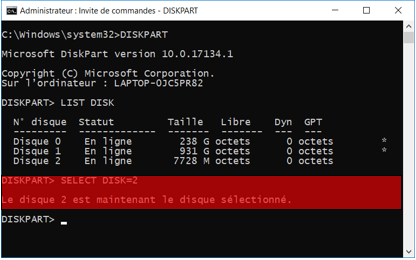 Administrateur : Invite de commandes - DISKPART
C:\Windows\system32>DISKPART
Microsoft DiskPart version 10.0.17134.1
Copyright (C) Microsoft Corporation.
Sur l'ordinateur : LAPTOP-0JC5PR82
DISKPART> LIST DISK
N° disque  Statut         Taille   Libre    Dyn  GPT
---------  -------------  -------  -------  ---  ---
Disque 0    En ligne        238 G octets      0 octets        *
Disque 1    En ligne        931 G octets      0 octets        *
Disque 2    En ligne       7728 M octets      0 octets
DISKPART> SELECT DISK=2
Le disque 2 est maintenant le disque sélectionné.
DISKPART>